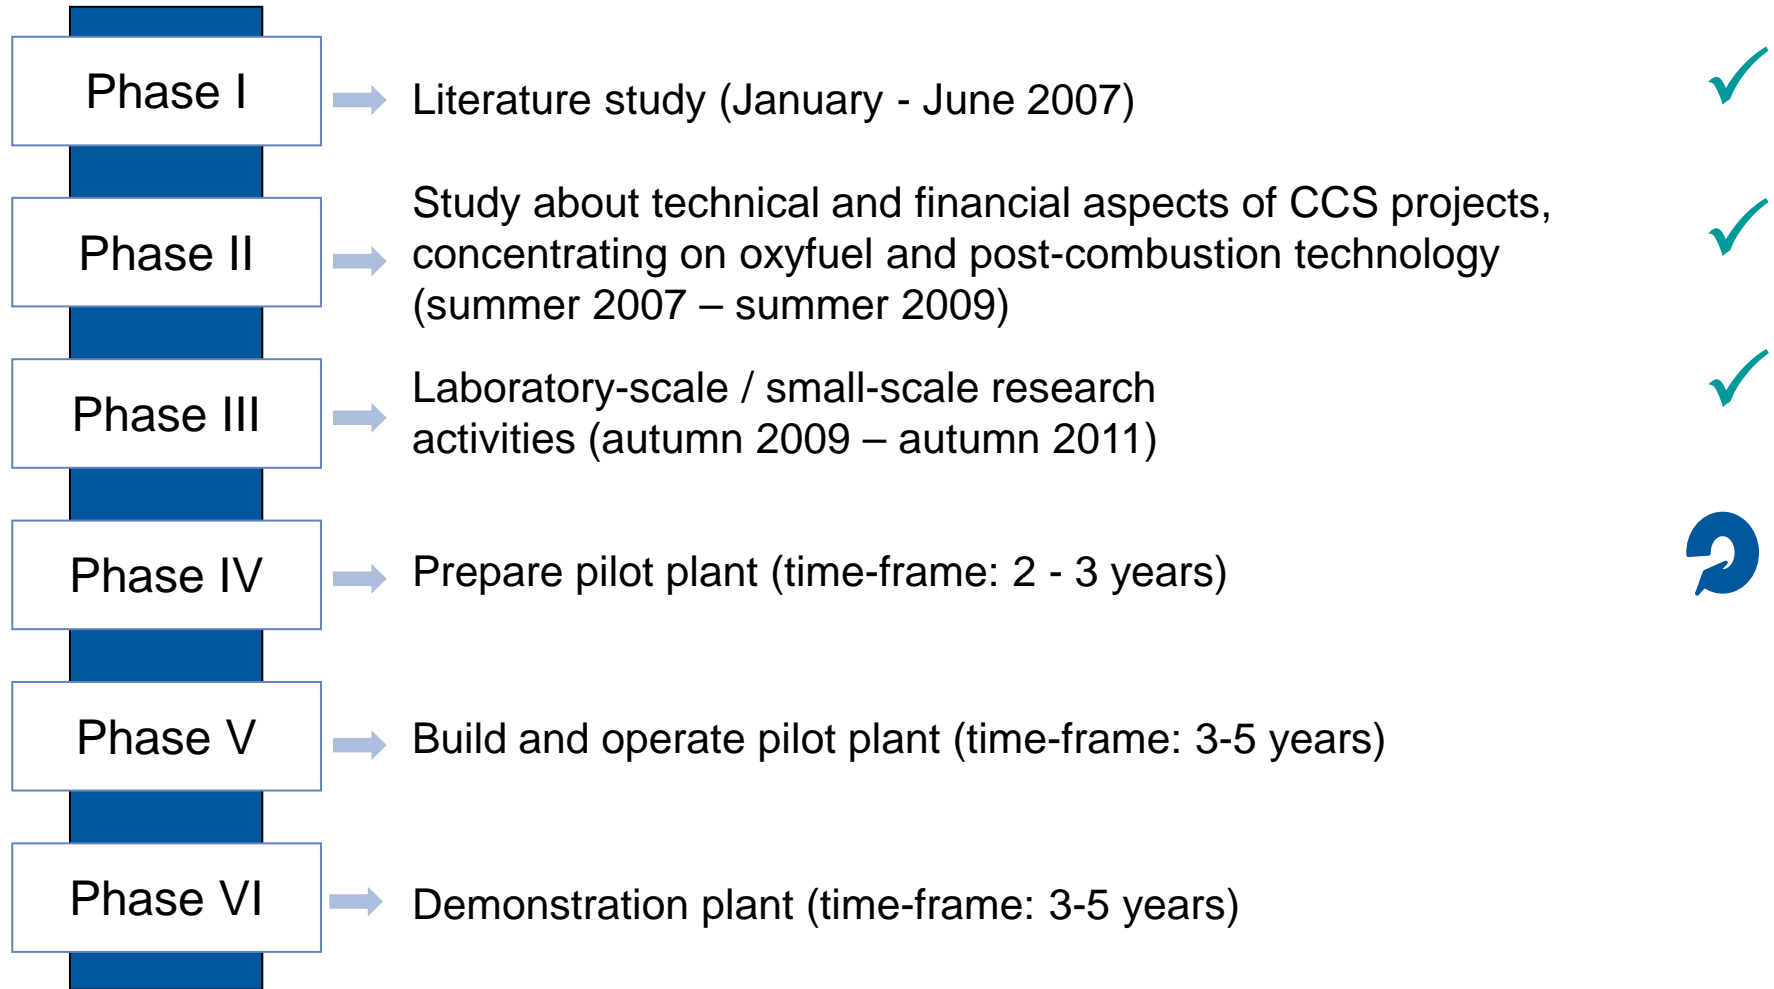 Phase I
Literature study (January - June 2007)
Phase II
Study about technical and financial aspects of CCS projects,
concentrating on oxyfuel and post-combustion technology
(summer 2007 – summer 2009)
Phase III
Laboratory-scale / small-scale research
activities (autumn 2009 – autumn 2011)
Phase IV
Prepare pilot plant (time-frame: 2 - 3 years)
Phase V
Build and operate pilot plant (time-frame: 3-5 years)
Phase VI
Demonstration plant (time-frame: 3-5 years)